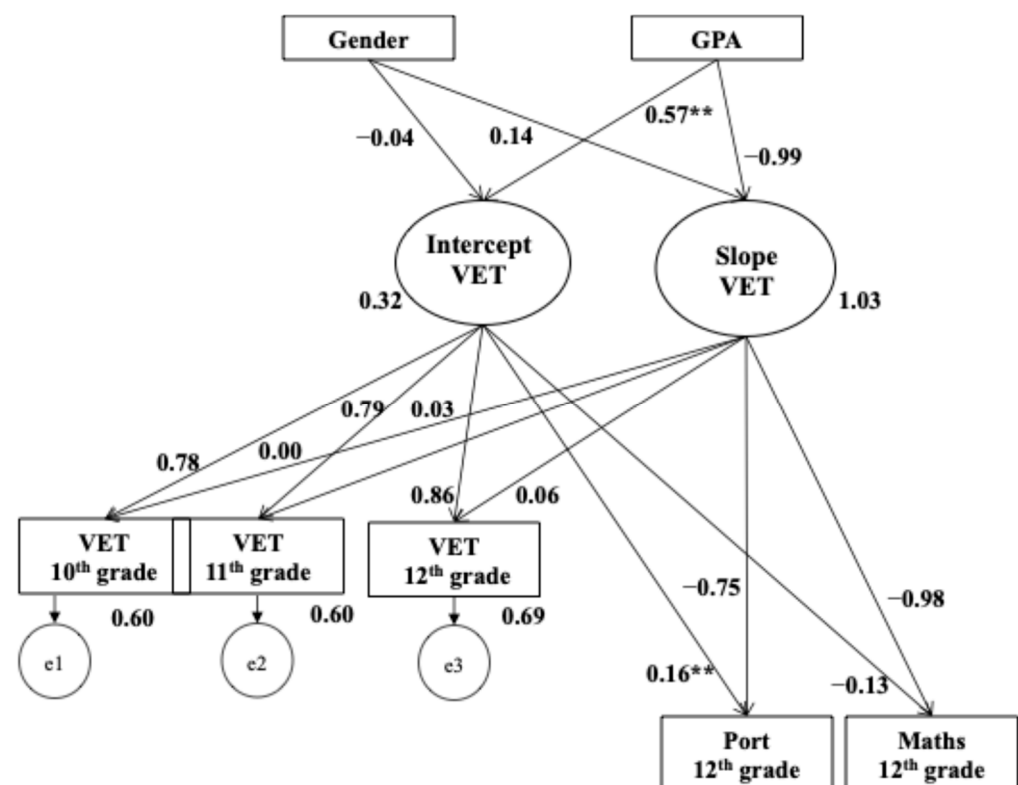 Gender
GPA
−0.04
0.14
0.57**
−0.99
Intercept
VET
Slope
VET
0.32
1.03
0.78
0.00
0.79
0.03
0.86
0.06
VET
10th grade
VET
11th grade
VET
12th grade
0.60
0.60
0.69
e1
e2
e3
−0.75
−0.98
0.16**
−0.13
Port
12th grade
Maths
12th grade